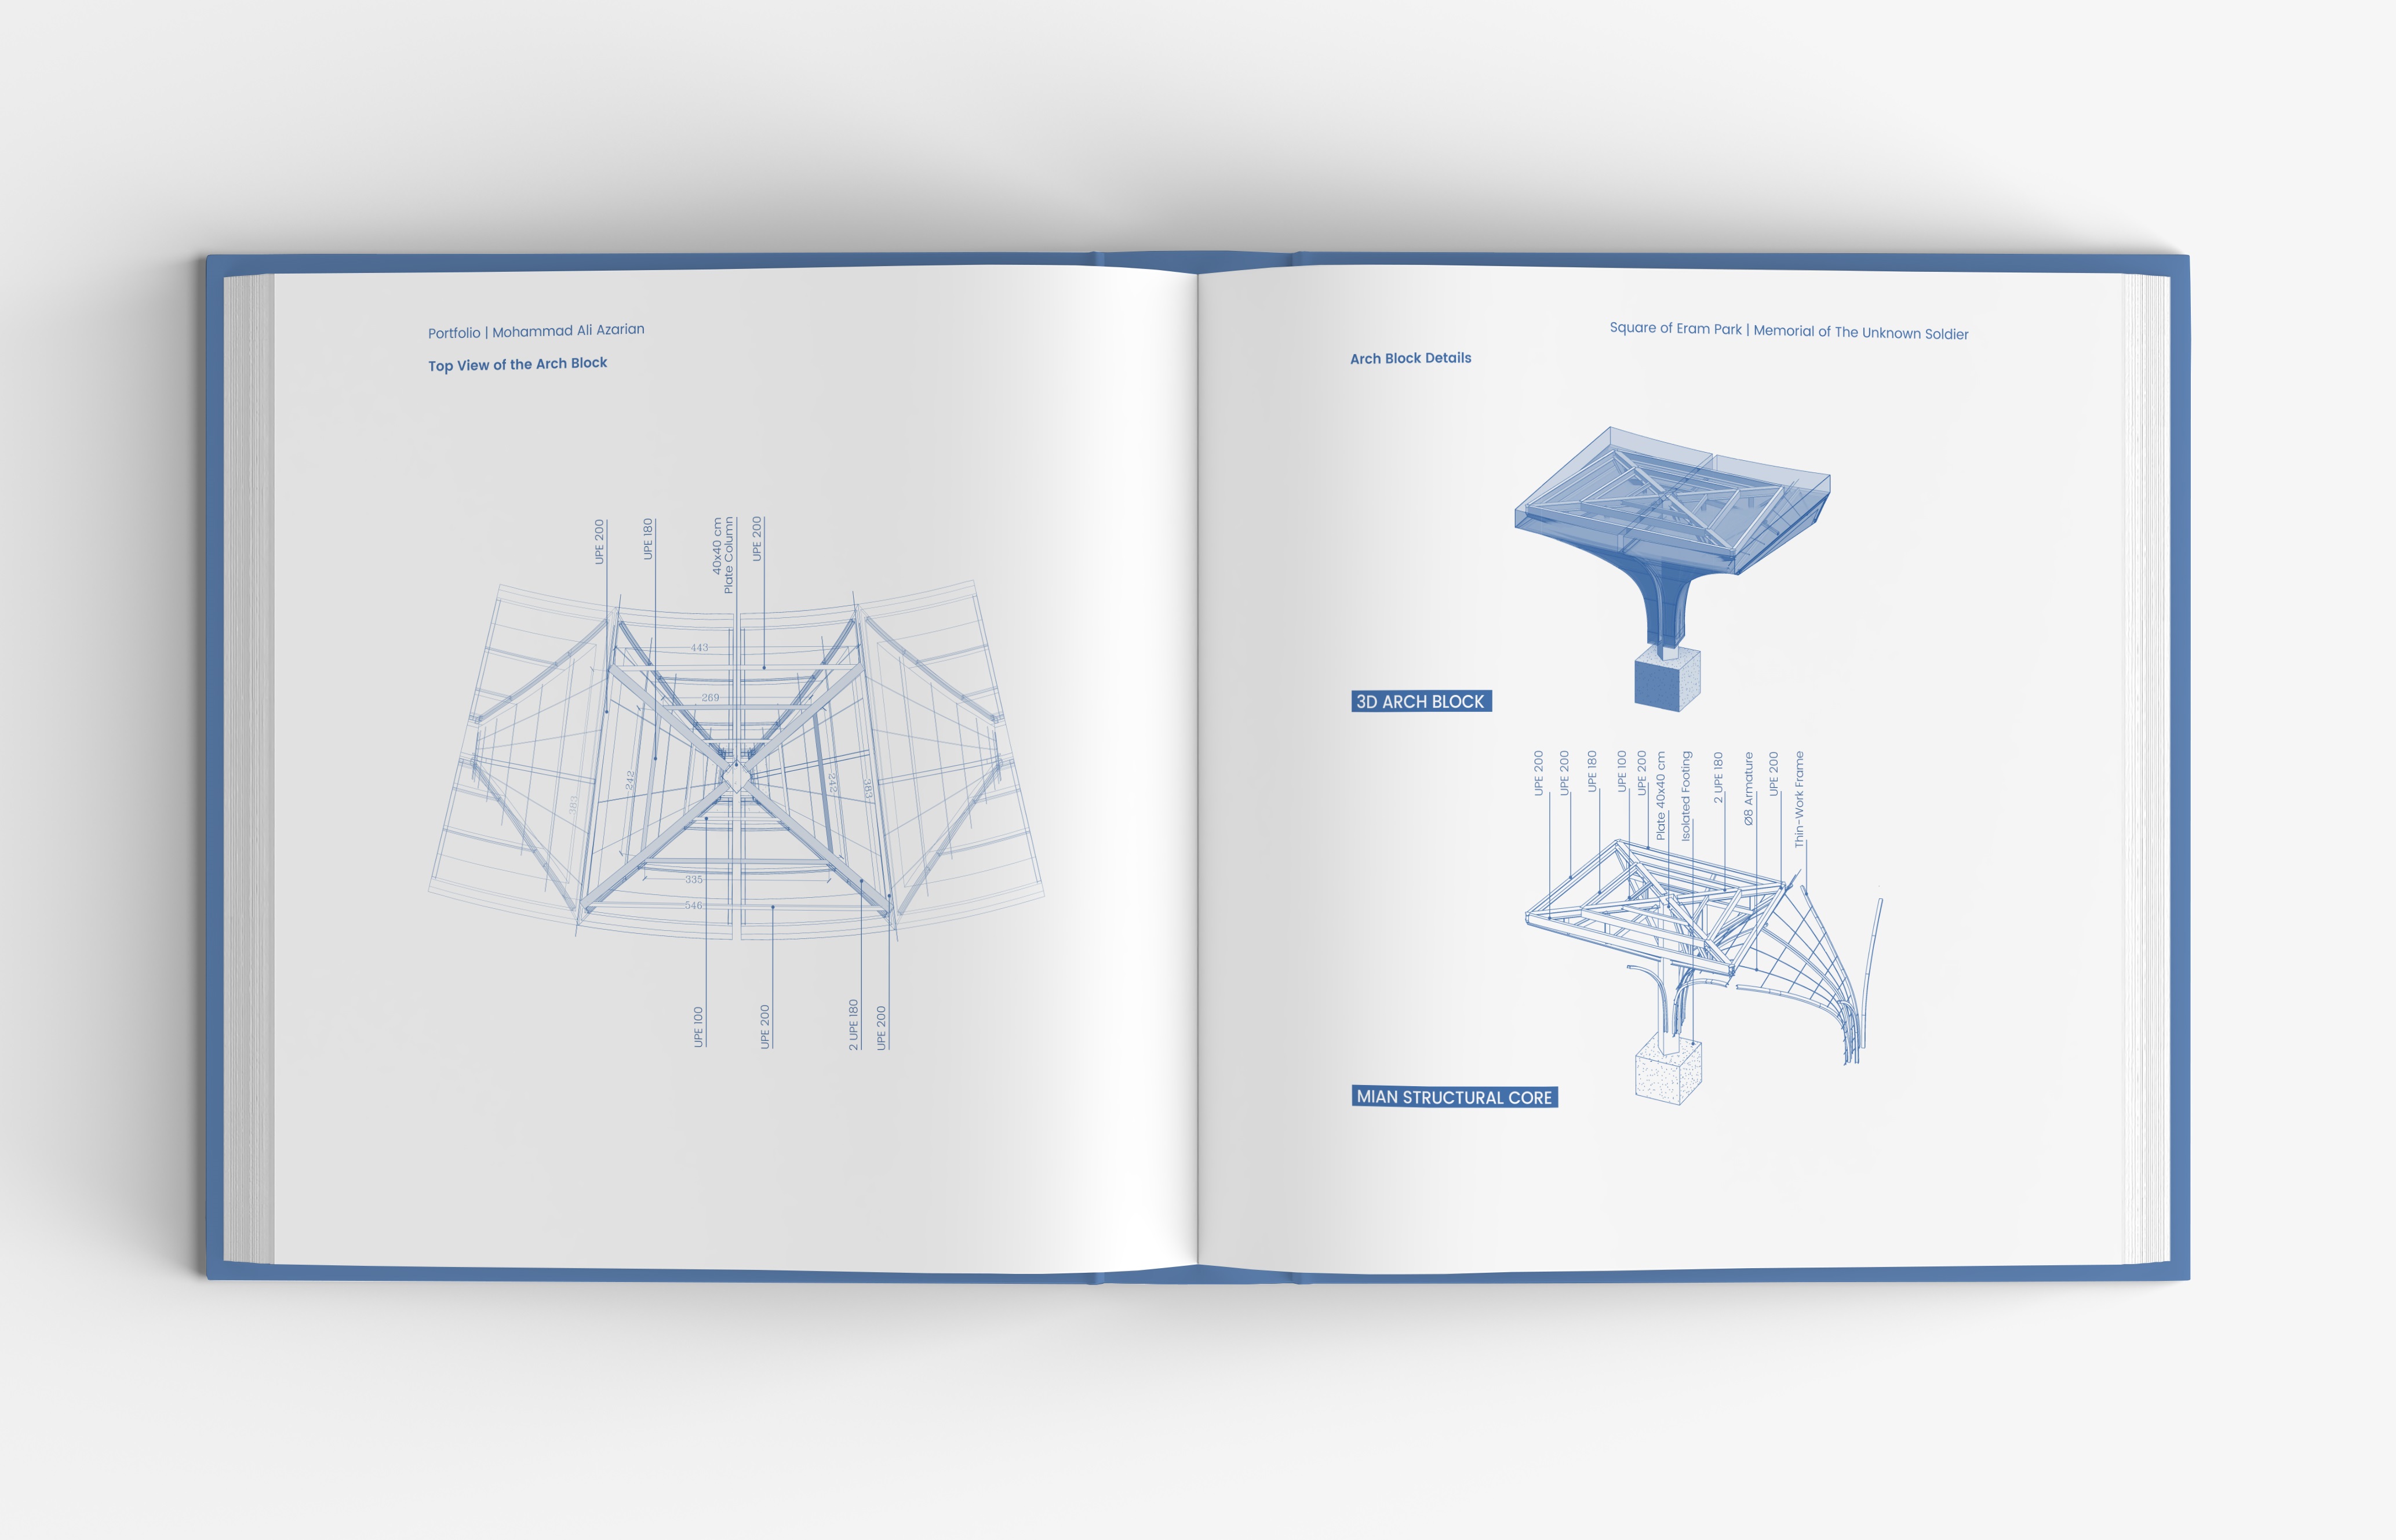 Portfolio | Mohammad Ali Azarian
Top View of the Arch Block
UPE 200
UPE 180
40x40 cm
Plate Column
UPE 200
443
269
242
383
242
383
335
546
UPE 100
UPE 200
2 UPE 180
UPE 200
Square of Eram Park | Memorial of The Unknown Soldier
Arch Block Details
3D ARCH BLOCK
UPE 200
UPE 200
UPE 180
UPE 100
UPE 200
Plate 40x40 cm
Isolated Footing
2 UPE 180
Ø8 Armature
UPE 200
Thin-Work Frame
MIAN STRUCTURAL CORE